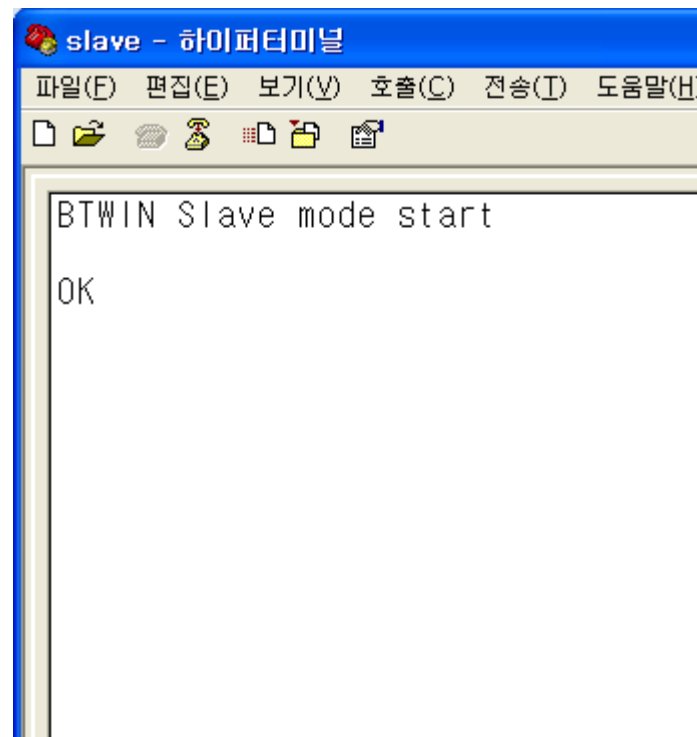 slave - 하이퍼터미널
파일(F) 편집(E) 보기(V) 호출(C) 전송(T) 도움말(H)
BTWIN Slave mode start
OK